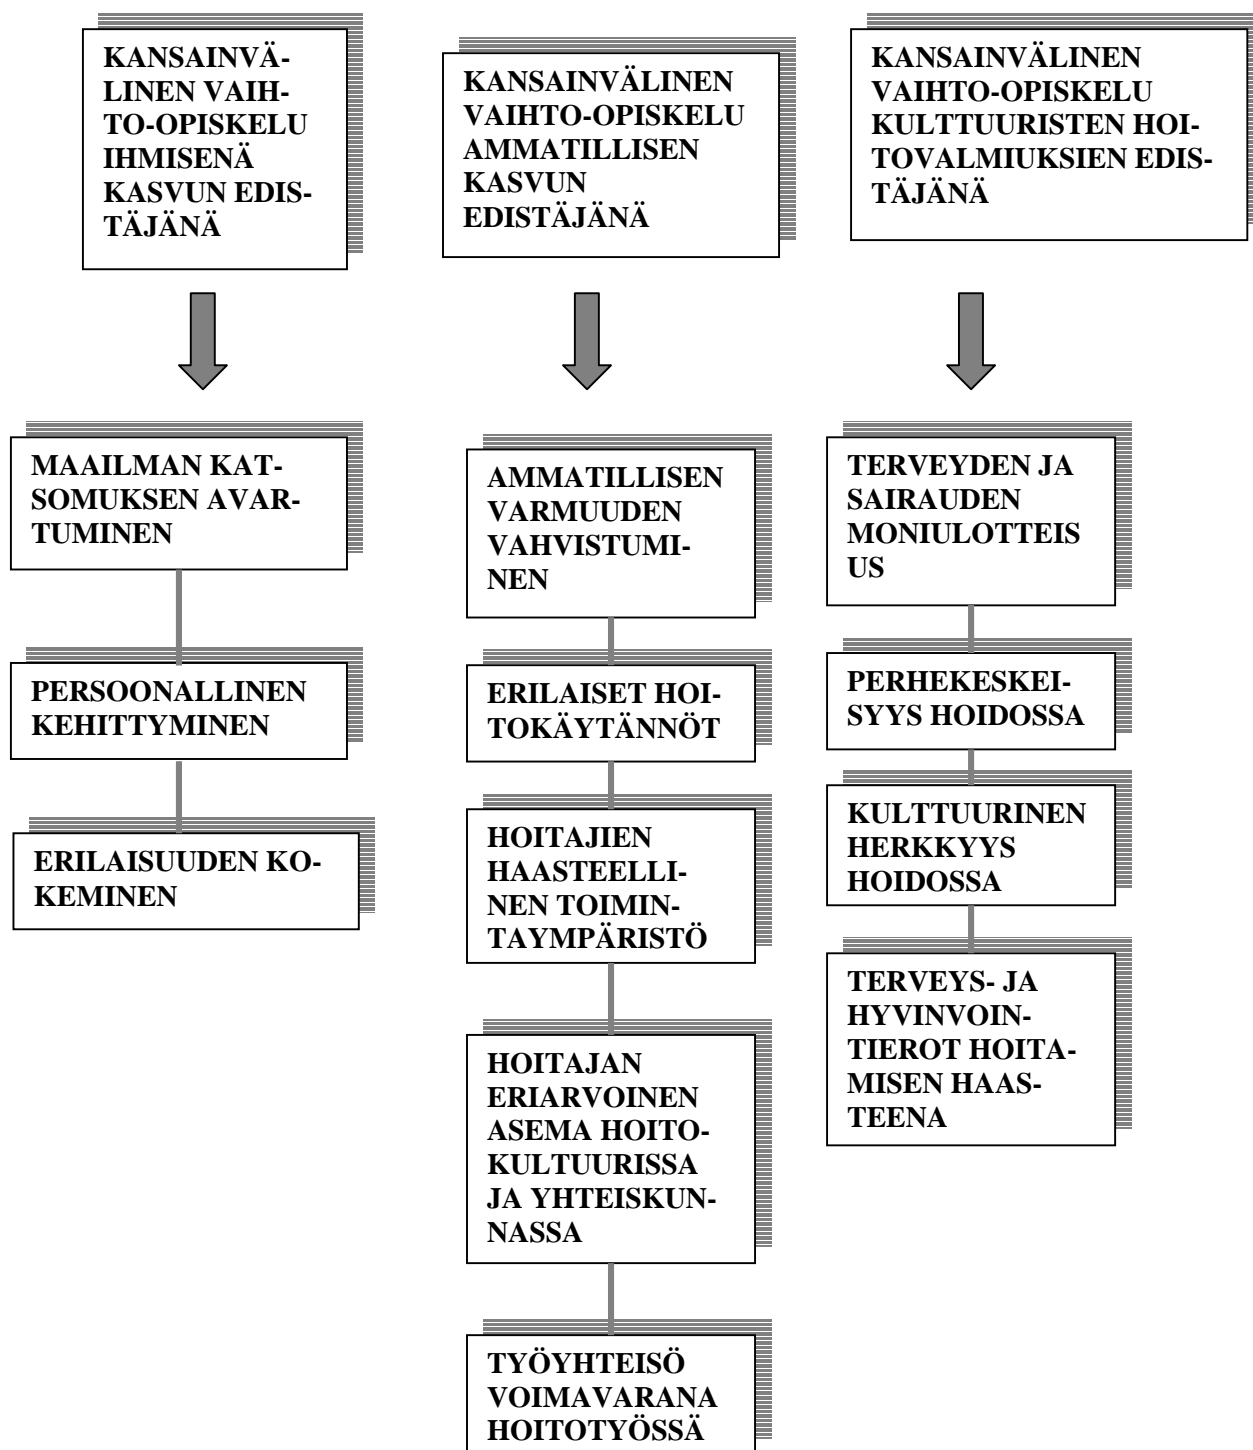 KANSAINVÄ-
LINEN VAIH-
TO-OPISKELU
IHMISENÄ
KASVUN EDIS-
TÄJÄNÄ
MAAILMAN KAT-
SOMUKSEN AVAR-
TUMINEN
PERSOONALLINEN
KEHITTYMINEN
ERILAISUUDEN KO-
KEMINEN
KANSAINVÄLINEN
VAIHTO-OPISKELU
AMMATILLISEN
KASVUN
EDISTÄJÄNÄ
AMMATILLISEN
VARMUUDEN
VAHVISTUMI-
NEN
ERILAISET HOI-
TOKÄYTÄNNÖT
HOITAJIEN
HAASTEELLI-
NEN TOIMIN-
TAYMPÄRISTÖ
HOITAJAN
ERIARVOINEN
ASEMA HOITO-
KULTUURISSA
JA YHTEISKUN-
NASSA
TYÖYHTEISÖ
VOIMAVARANA
HOITOTYÖSSÄ
KANSAINVÄLINEN
VAIHTO-OPISKELU
KULTTUURISTEN HOI-
TOVALMIUKSIEN EDIS-
TÄJÄNÄ
TERVEYDEN JA
SAIRAUDEN
MONIULOTTEIS
US
PERHEKESKEI-
SYYS HOIDOSSA
KULTTUURINEN
HERKKYYS
HOIDOSSA
TERVEYS- JA
HYVINVOIN-
TIEROT HOITA-
MISEN HAAS-
TEENA